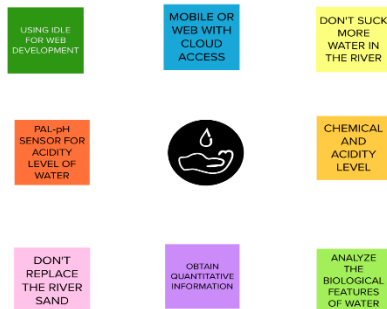 USING IDLE
FOR WEB
DEVELOPMENT
MOBILE OR
WEB WITH
CLOUD
ACCESS
DON'T SUCK
MORE
WATER IN
THE RIVER
PAL-pH
SENSOR FOR
ACIDITY
LEVEL OF
WATER
CHEMICAL
AND
ACIDITY
LEVEL
DON'T
REPLACE
THE RIVER
SAND
OBTAIN
QUANTITATIVE
INFORMATION
ANALYZE
THE
BIOLOGICAL
FEATURES
OF WATER